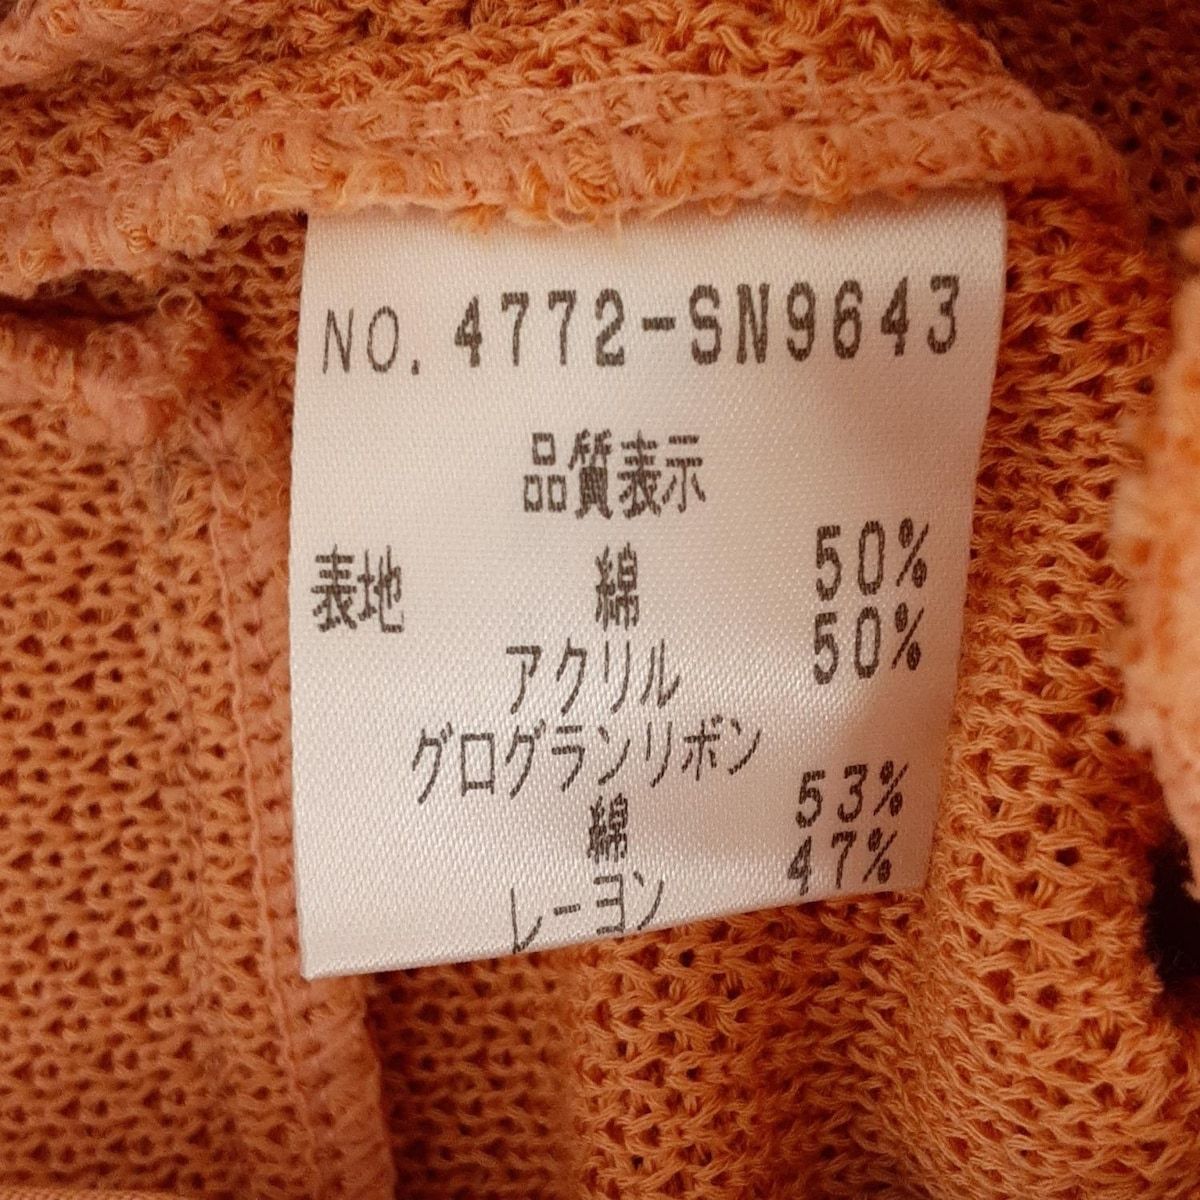 NO. 4772-SN9643
品質表示
表地 綿 50%
アクリル 50%
グログランリボン
綿 53%
レーヨン 47%